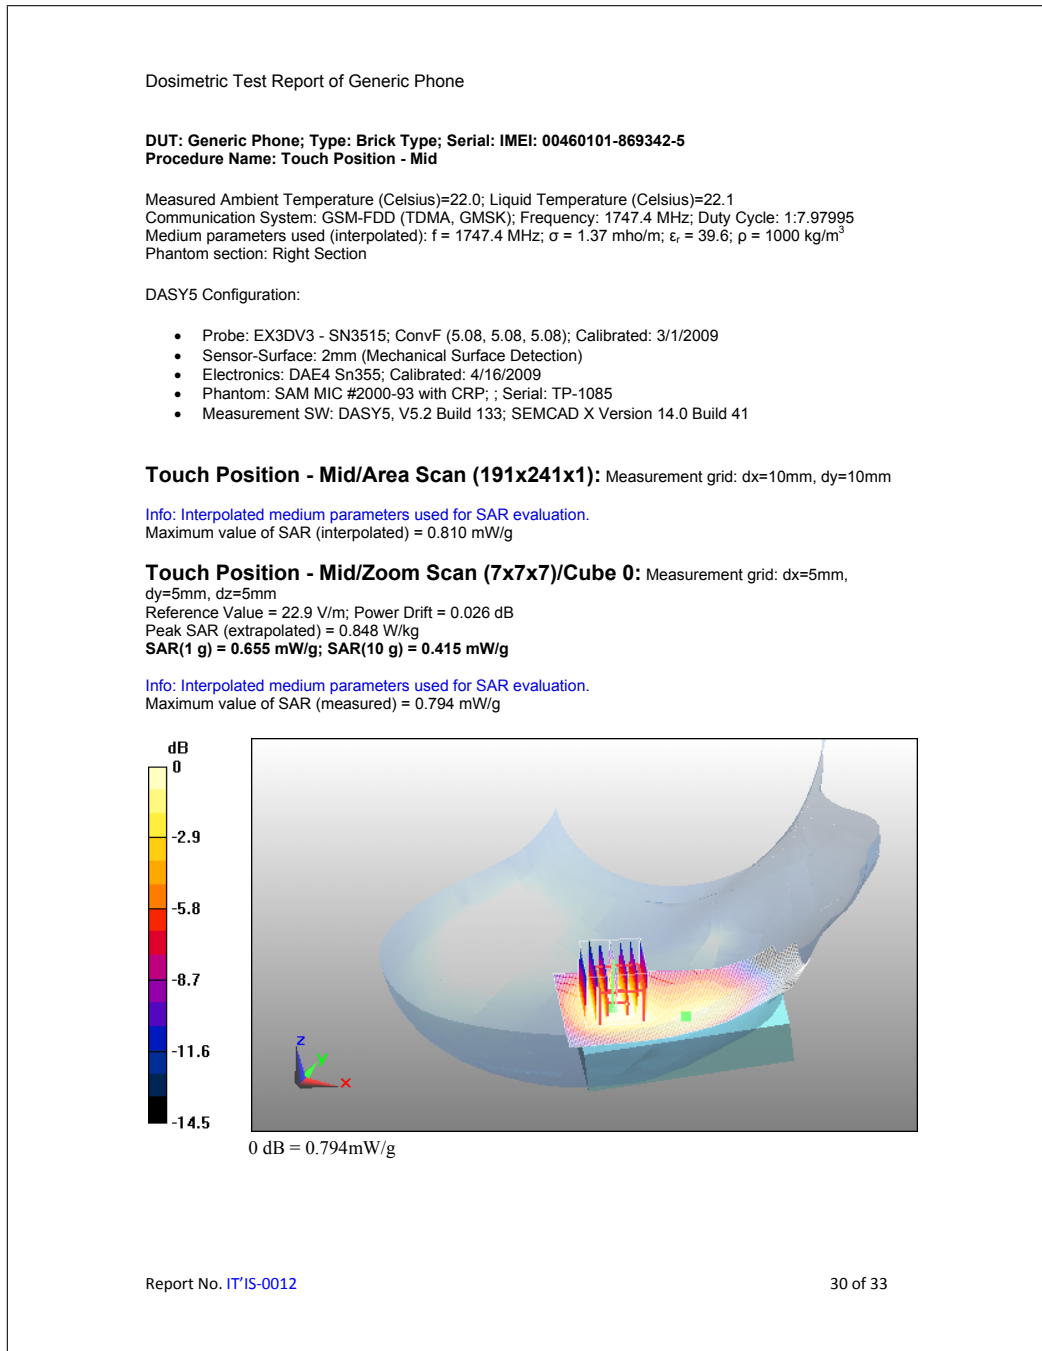 Dosimetric Test Report of Generic Phone
DUT: Generic Phone; Type: Brick Type; Serial: IMEI: 00460101-869342-5
Procedure Name: Touch Position - Mid
Measured Ambient Temperature (Celsius)=22.0; Liquid Temperature (Celsius)=22.1
Communication System: GSM-FDD (TDMA, GMSK); Frequency: 1747.4 MHz; Duty Cycle: 1:7.97995
Medium parameters used (interpolated): f = 1747.4 MHz; σ = 1.37 mho/m; εr = 39.6; ρ = 1000 kg/m³
Phantom section: Right Section
DASY5 Configuration:
• Probe: EX3DV3 - SN3515; ConvF (5.08, 5.08, 5.08); Calibrated: 3/1/2009
• Sensor-Surface: 2mm (Mechanical Surface Detection)
• Electronics: DAE4 Sn355; Calibrated: 4/16/2009
• Phantom: SAM MIC #2000-93 with CRP; ; Serial: TP-1085
• Measurement SW: DASY5, V5.2 Build 133; SEMCAD X Version 14.0 Build 41
Touch Position - Mid/Area Scan (191x241x1): Measurement grid: dx=10mm, dy=10mm
Info: Interpolated medium parameters used for SAR evaluation.
Maximum value of SAR (interpolated) = 0.810 mW/g
Touch Position - Mid/Zoom Scan (7x7x7)/Cube 0: Measurement grid: dx=5mm,
dy=5mm, dz=5mm
Reference Value = 22.9 V/m; Power Drift = 0.026 dB
Peak SAR (extrapolated) = 0.848 W/kg
SAR(1 g) = 0.655 mW/g; SAR(10 g) = 0.415 mW/g
Info: Interpolated medium parameters used for SAR evaluation.
Maximum value of SAR (measured) = 0.794 mW/g
dB
0
-2.9
-5.8
-8.7
-11.6
-14.5
z
y
x
0 dB = 0.794mW/g
Report No. IT'IS-0012
30 of 33